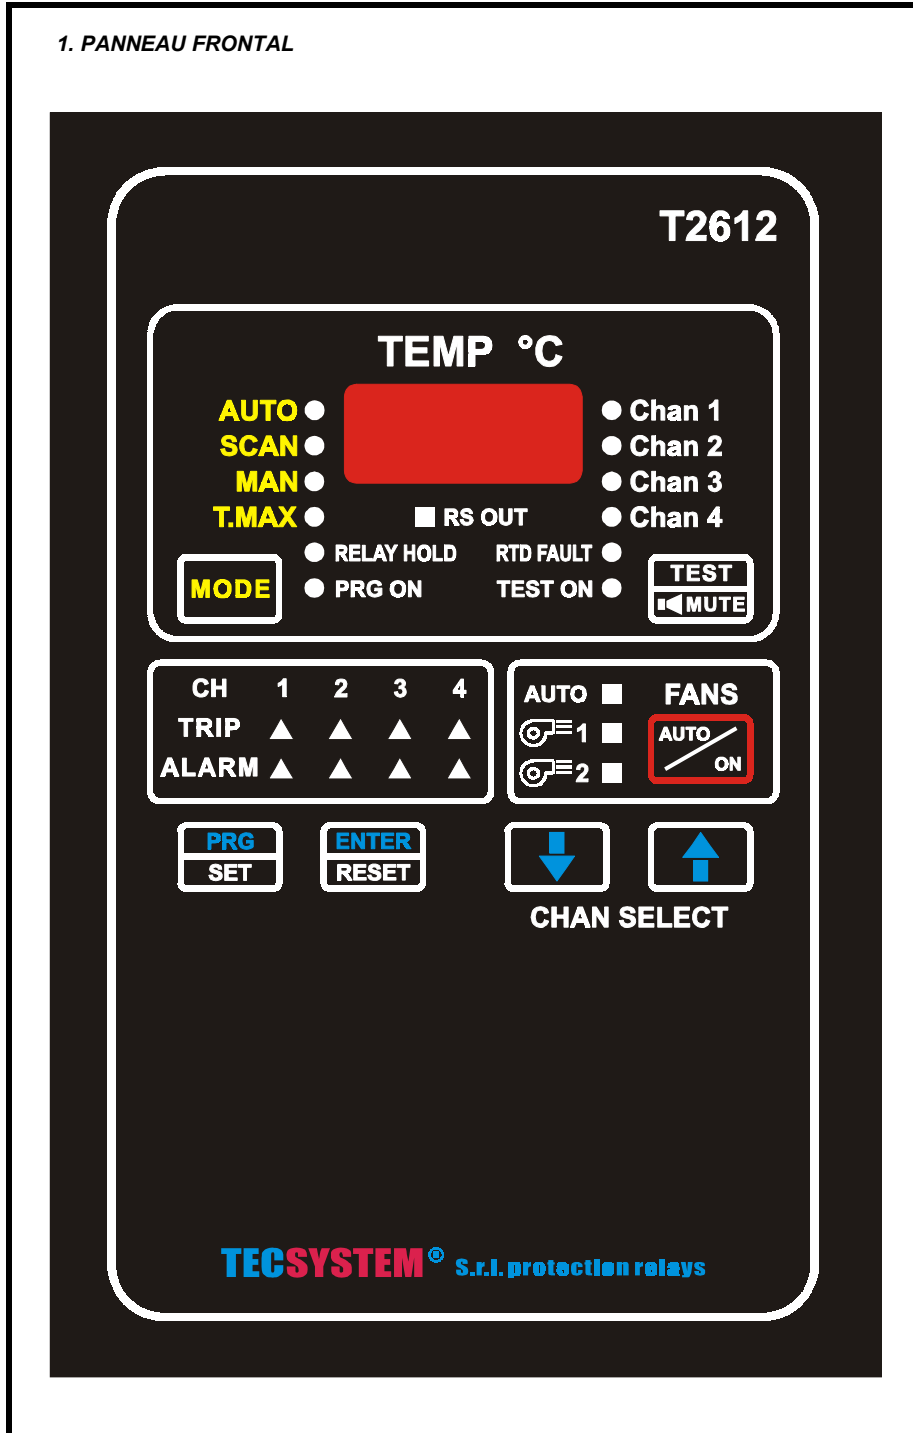 1. PANNEAU FRONTAL
T2612
TEMP °C
AUTO
SCAN
MAN
T.MAX
Chan 1
Chan 2
Chan 3
Chan 4
RS OUT
RELAY HOLD
RTD FAULT
PRG ON
TEST ON
MODE
TEST
MUTE
CH 1 2 3 4
TRIP
ALARM
AUTO
1
2
FANS
AUTO
ON
PRG
SET
ENTER
RESET
CHAN SELECT
TECSYSTEM® S.r.l. protection relays